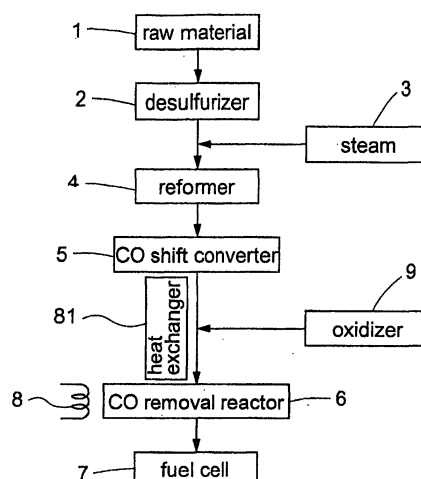 1
raw material
2
desulfurizer
3
steam
4
reformer
5
CO shift converter
81
heat
exchanger
9
oxidizer
8
CO removal reactor
6
7
fuel cell